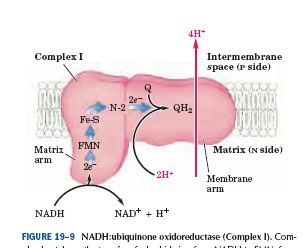 4H⁺
Complex I
Intermembrane
space (P side)
Q
2e⁻
N-2
QH₂
Fe-S
FMN
Matrix
arm
2e⁻
Matrix (N side)
2H⁺
Membrane
arm
NADH
NAD⁺ + H⁺
FIGURE 19–9 NADH:ubiquinone oxidoreductase (Complex I). Com-